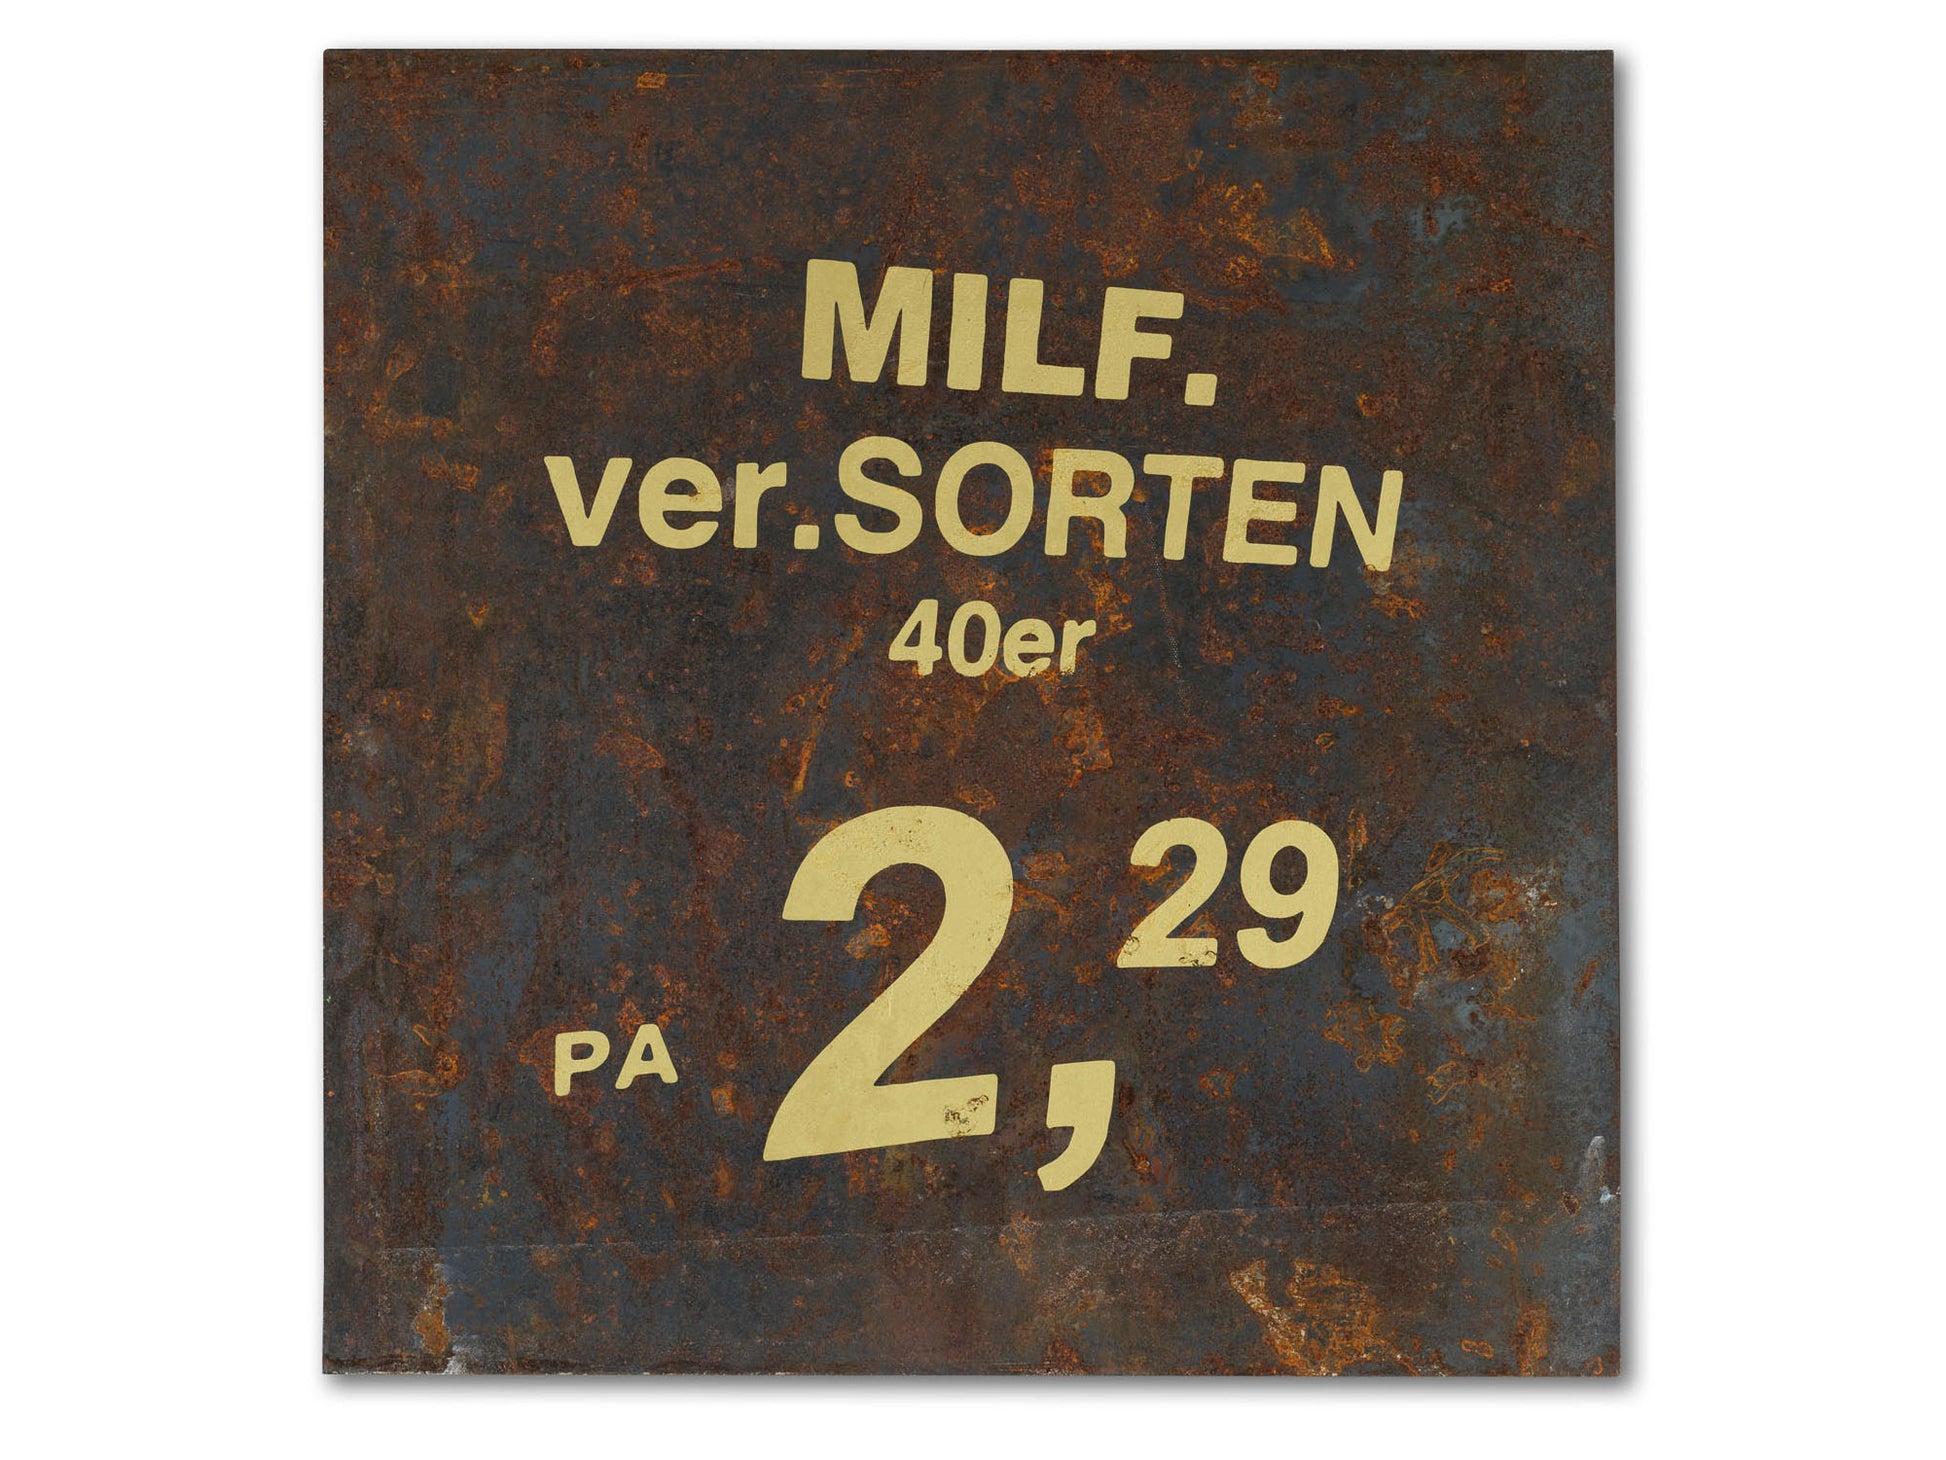 MILF.
ver.SORTEN
40er
PA 2,29